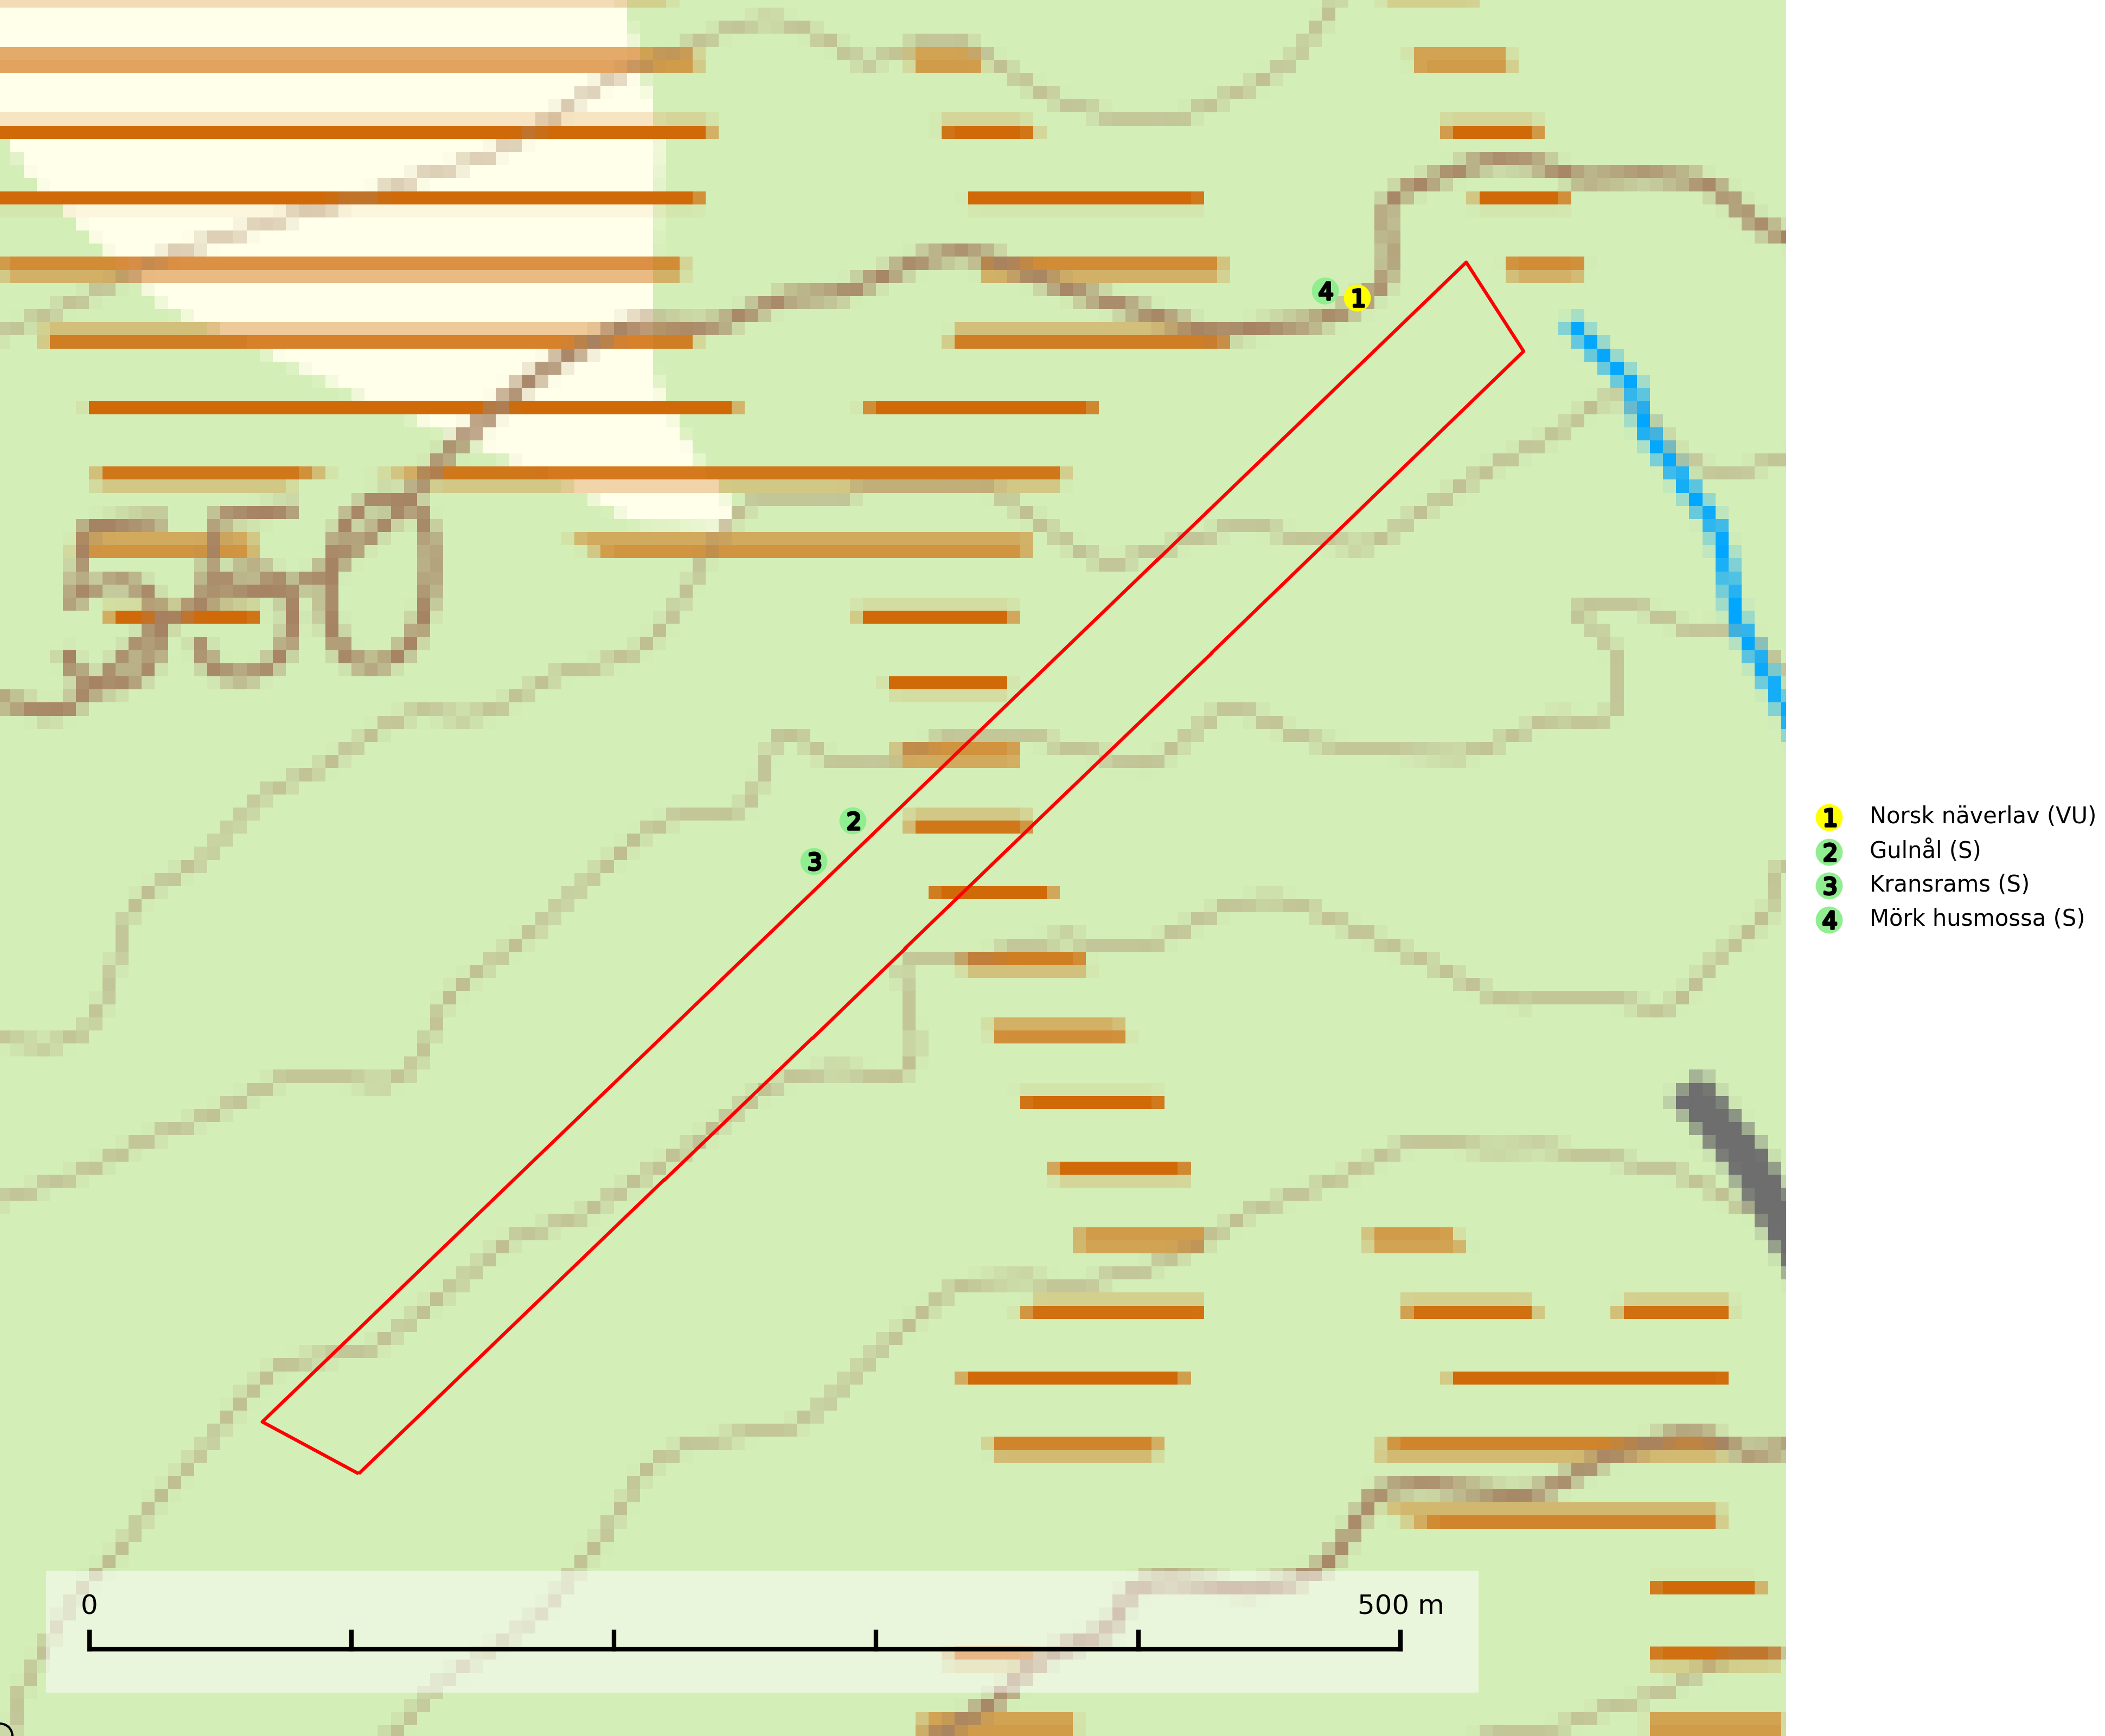 4
1
550
2
3
1 Norsk näverlav (VU)
2 Gulnål (S)
3 Kransrams (S)
4 Mörk husmossa (S)
0 500 m